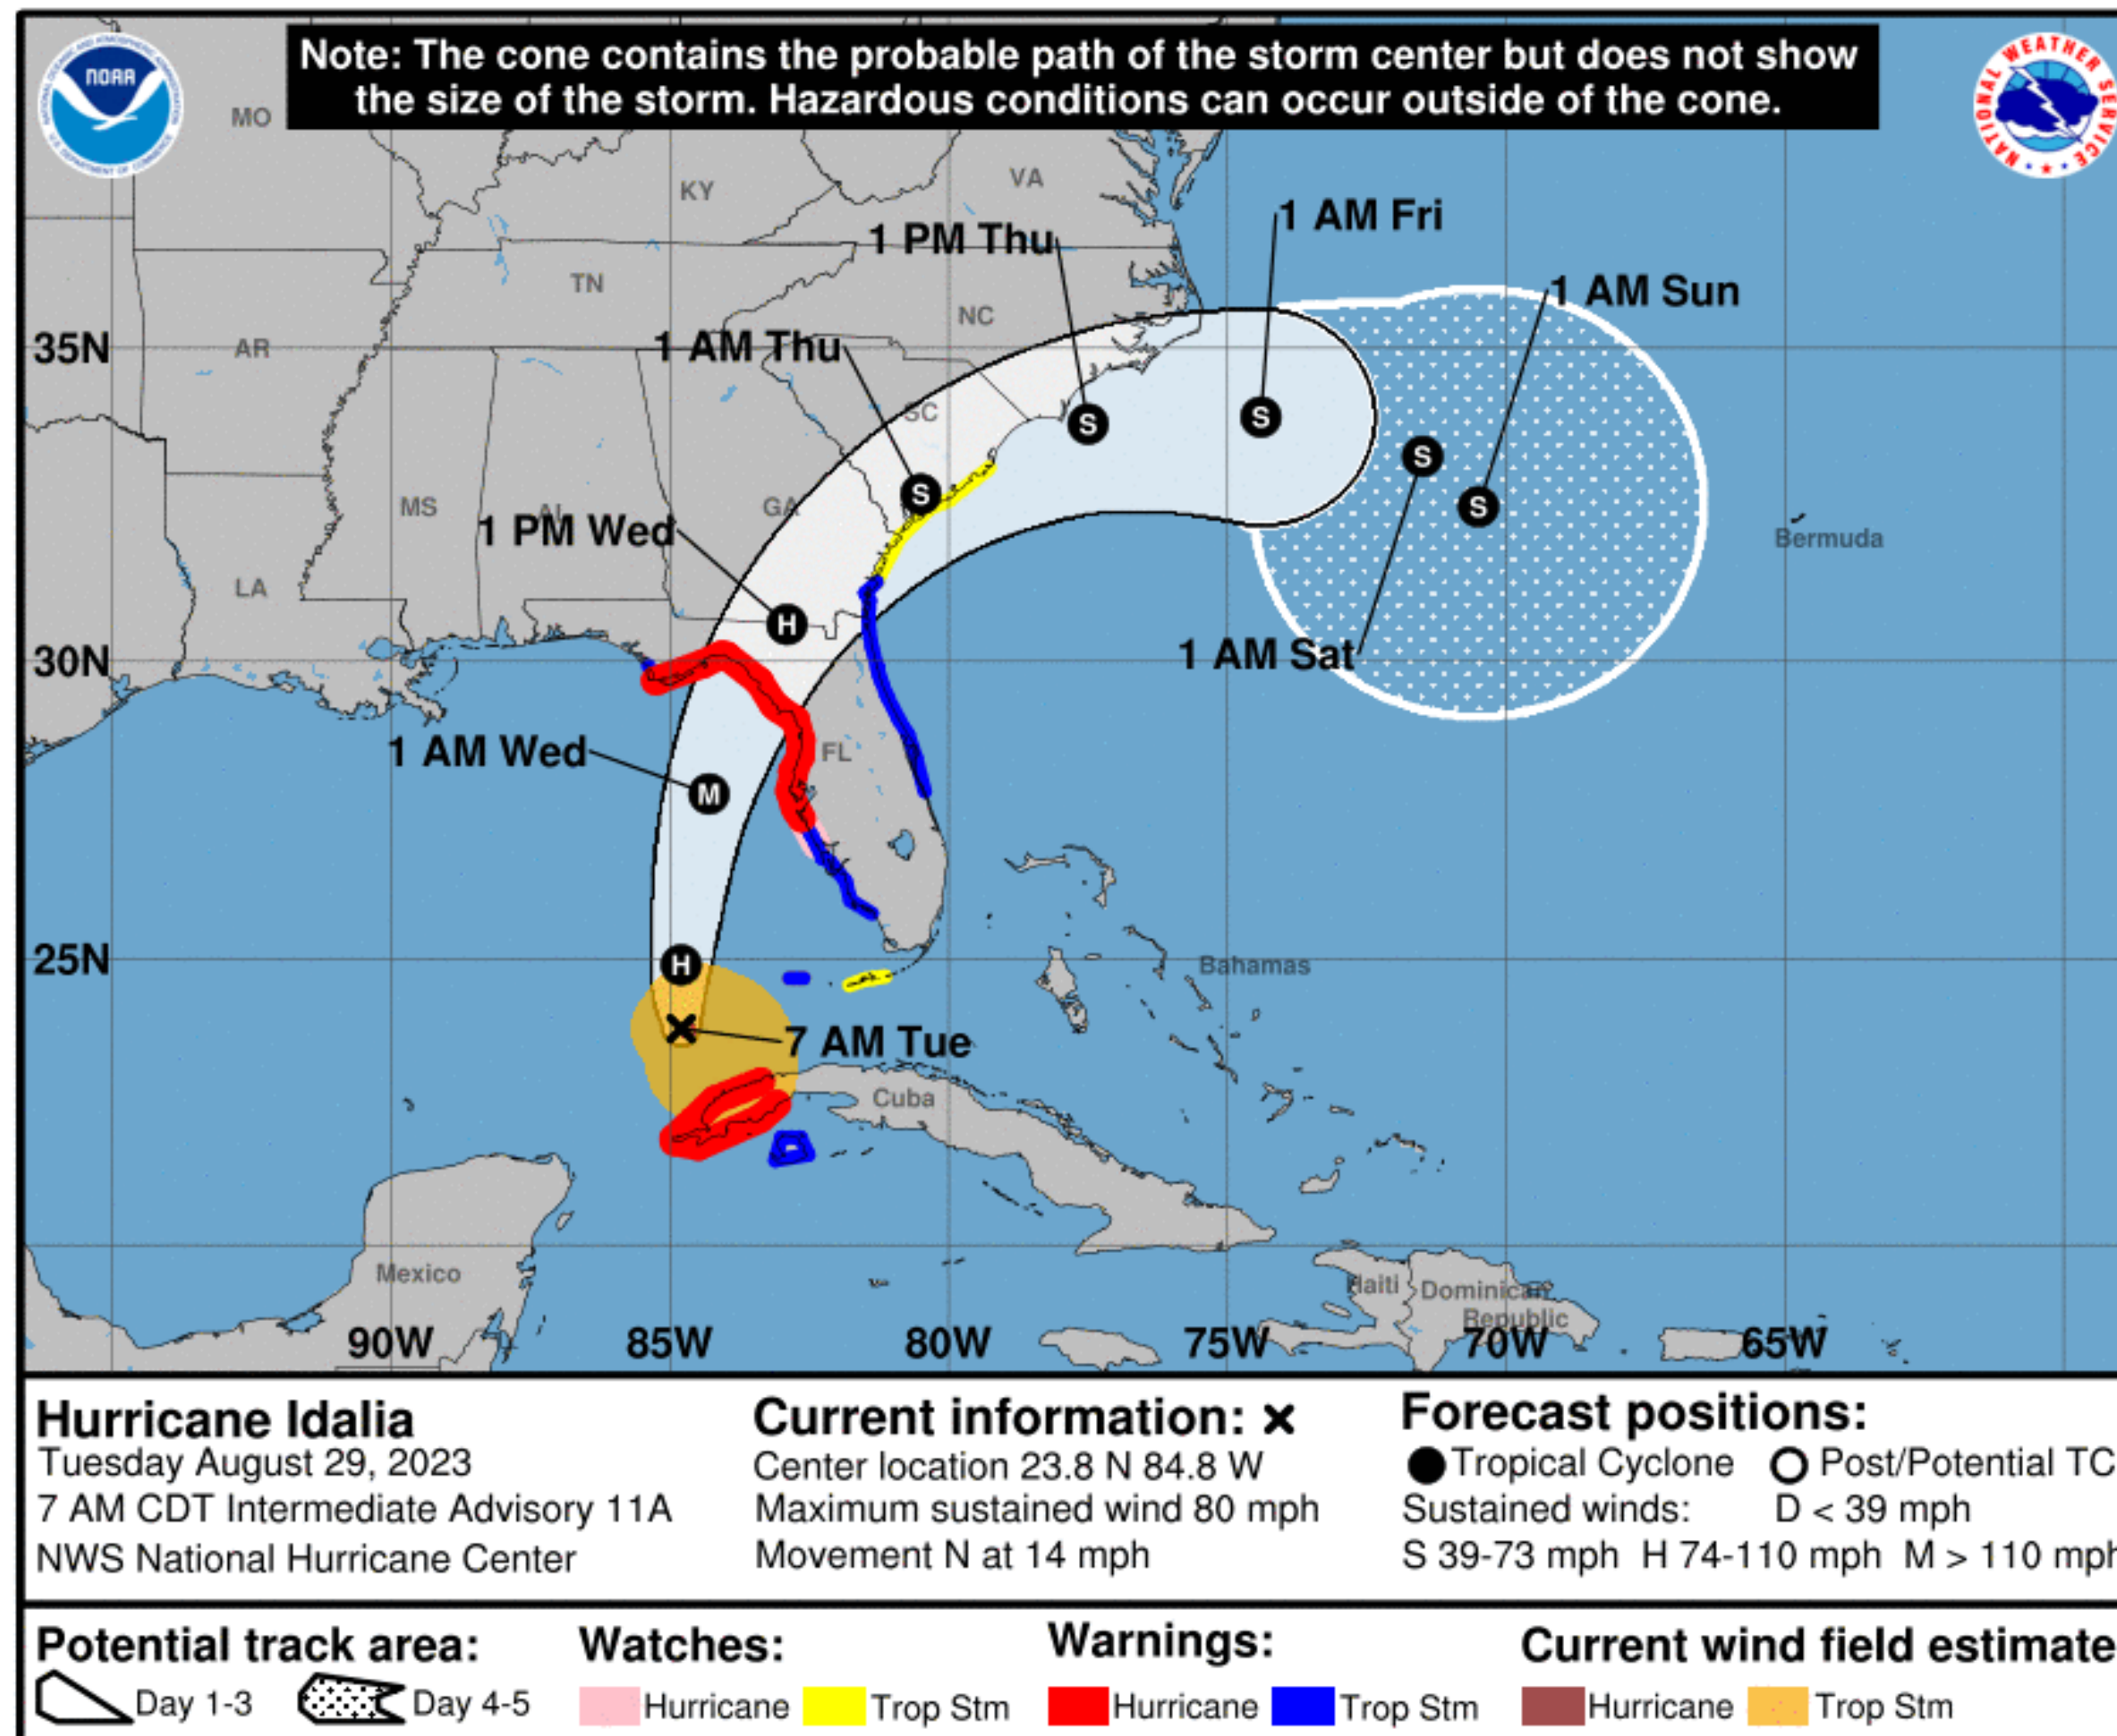 Note: The cone contains the probable path of the storm center but does not show
the size of the storm. Hazardous conditions can occur outside of the cone.
NOAA
NATIONAL WEATHER SERVICE
MO
KY
VA
1 AM Fri
1 PM Thu
TN
NC
1 AM Sun
35N
AR
1 AM Thu
SC
MS
AL
GA
1 PM Wed
S
S
S
S
S
Bermuda
LA
H
30N
1 AM Sat
1 AM Wed
FL
M
25N
H
Bahamas
7 AM Tue
Cuba
Mexico
Haiti
Dominican
Republic
90W
85W
80W
75W
70W
65W
Hurricane Idalia
Tuesday August 29, 2023
7 AM CDT Intermediate Advisory 11A
NWS National Hurricane Center
Current information: x
Center location 23.8 N 84.8 W
Maximum sustained wind 80 mph
Movement N at 14 mph
Forecast positions:
Tropical Cyclone Post/Potential TC
Sustained winds: D < 39 mph
S 39-73 mph H 74-110 mph M > 110 mph
Potential track area:
Day 1-3 Day 4-5
Watches:
Hurricane Trop Stm
Warnings:
Hurricane Trop Stm
Current wind field estimate
Hurricane Trop Stm